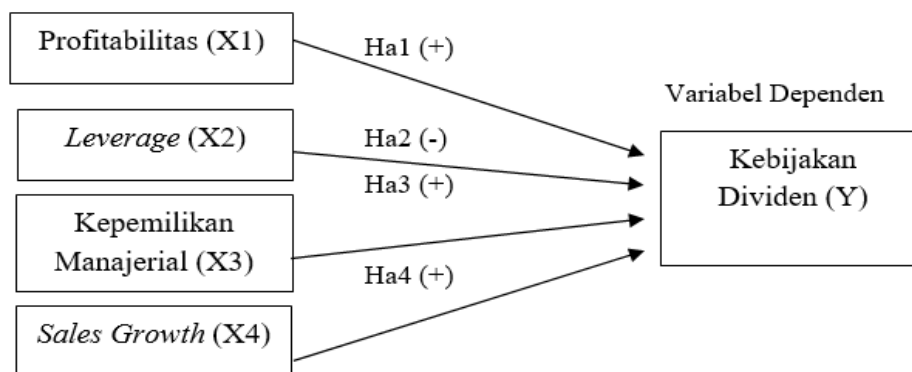 Profitabilitas (X1)
Ha1 (+)
Variabel Dependen
Leverage (X2)
Ha2 (-)
Ha3 (+)
Kebijakan
Dividen (Y)
Kepemilikan
Manajerial (X3)
Ha4 (+)
Sales Growth (X4)